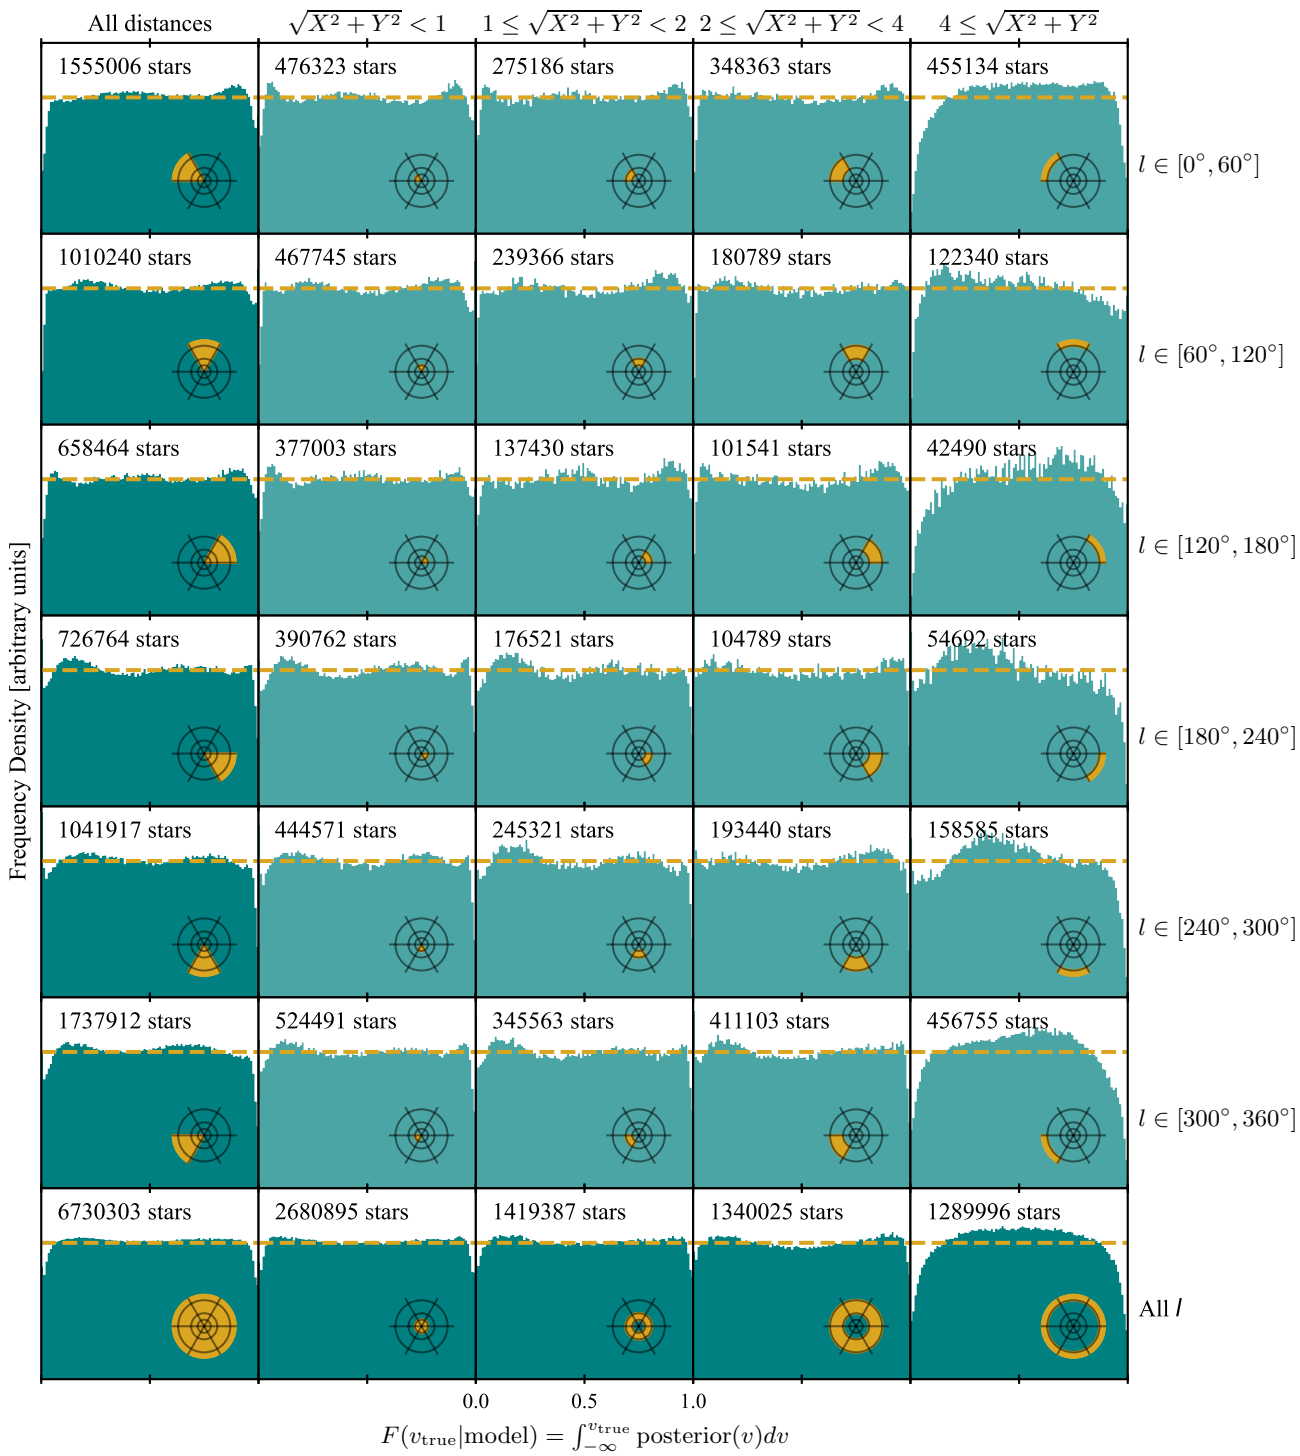 All distances √X² + Y² < 1 1 ≤ √X² + Y² < 2 2 ≤ √X² + Y² < 4 4 ≤ √X² + Y²
1555006 stars 476323 stars 275186 stars 348363 stars 455134 stars
l ∈ [0°, 60°]
1010240 stars 467745 stars 239366 stars 180789 stars 122340 stars
l ∈ [60°, 120°]
658464 stars 377003 stars 137430 stars 101541 stars 42490 stars
l ∈ [120°, 180°]
Frequency Density [arbitrary units]
726764 stars 390762 stars 176521 stars 104789 stars 54692 stars
l ∈ [180°, 240°]
1041917 stars 444571 stars 245321 stars 193440 stars 158585 stars
l ∈ [240°, 300°]
1737912 stars 524491 stars 345563 stars 411103 stars 456755 stars
l ∈ [300°, 360°]
6730303 stars 2680895 stars 1419387 stars 1340025 stars 1289996 stars
All l
0.0 0.5 1.0
F(v_true|model) = ∫_{−∞}^{v_true} posterior(v)dv